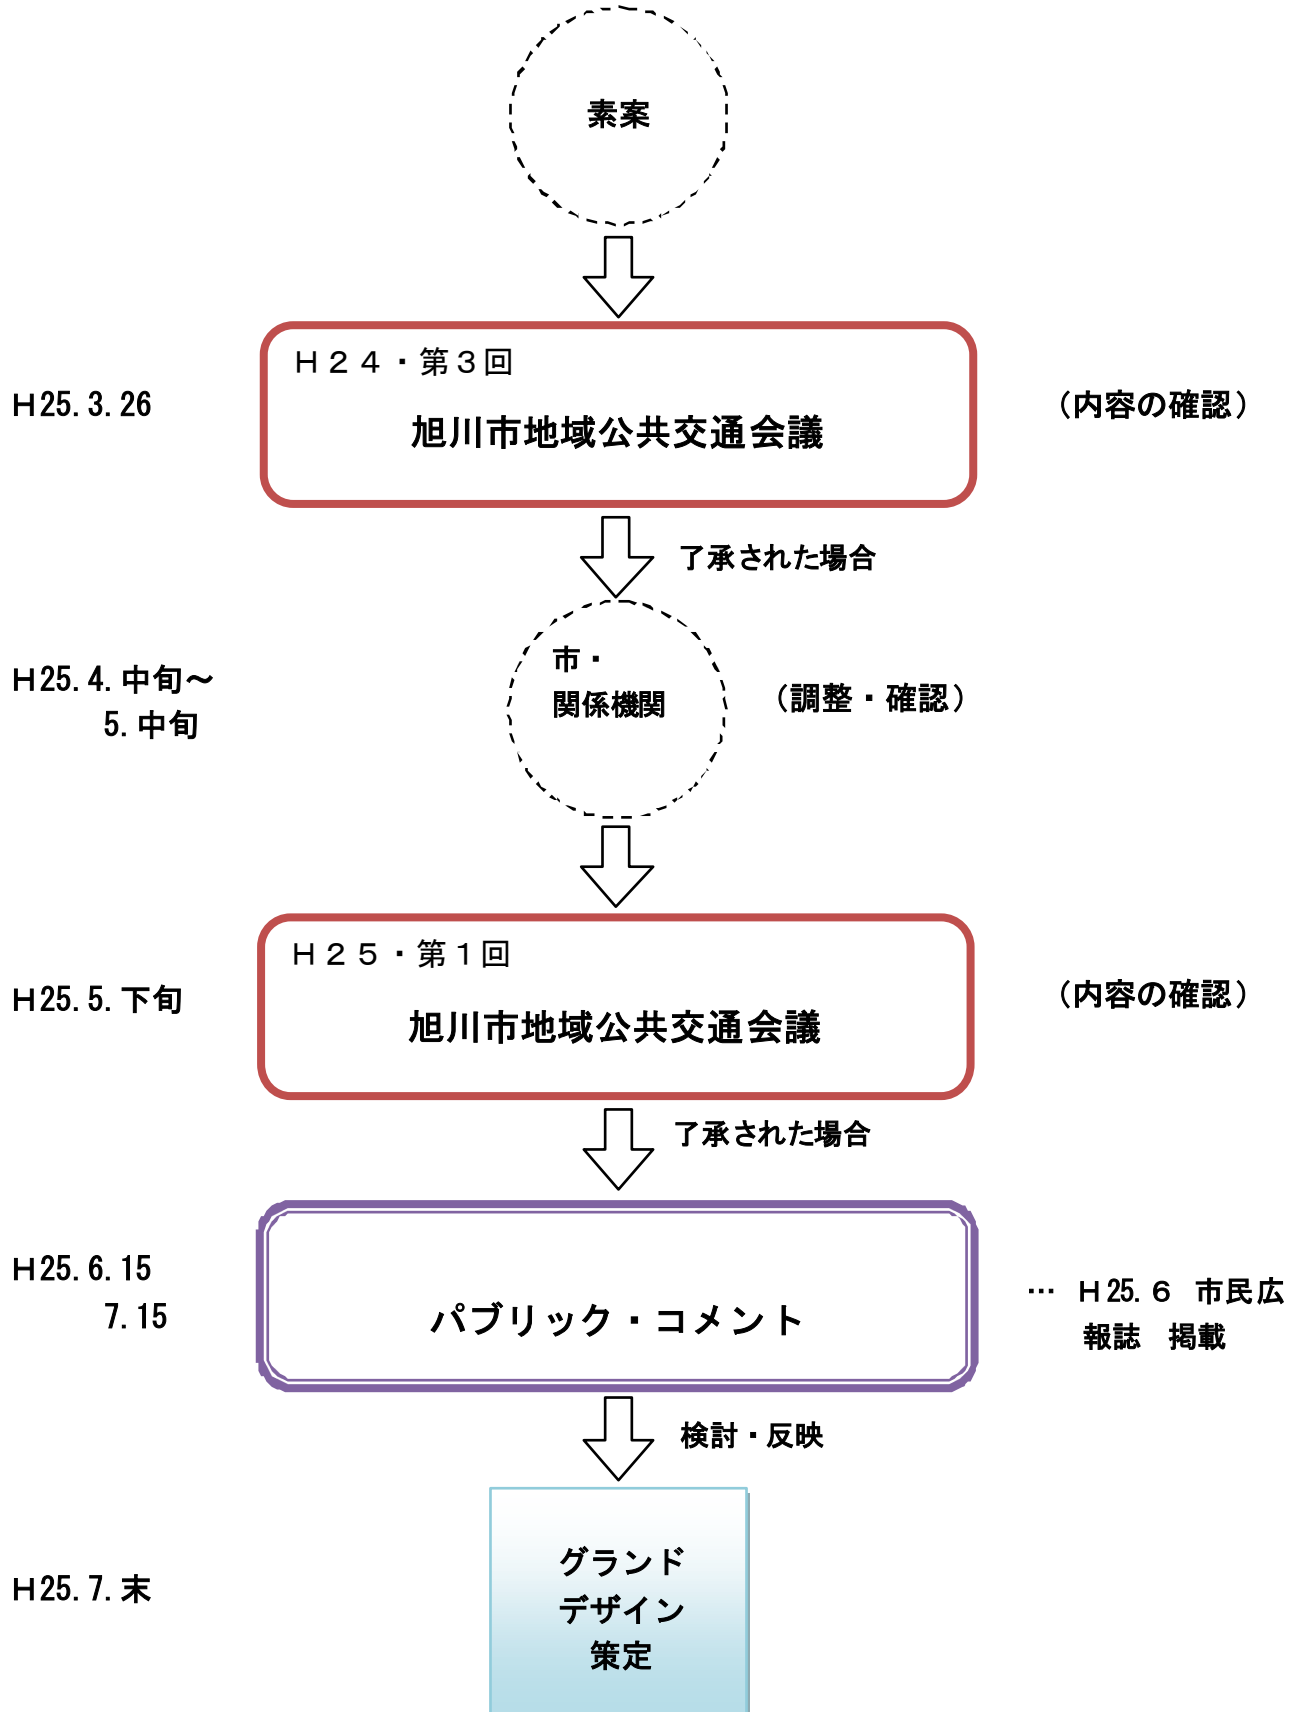 素案
H24・第3回
H25.3.26
旭川市地域公共交通会議
（内容の確認）
了承された場合
H25.4.中旬～
5.中旬
市・
関係機関
（調整・確認）
H25・第1回
H25.5.下旬
旭川市地域公共交通会議
（内容の確認）
了承された場合
H25.6.15
7.15
パブリック・コメント
… H25.6 市民広
報誌 掲載
検討・反映
H25.7.末
グランド
デザイン
策定